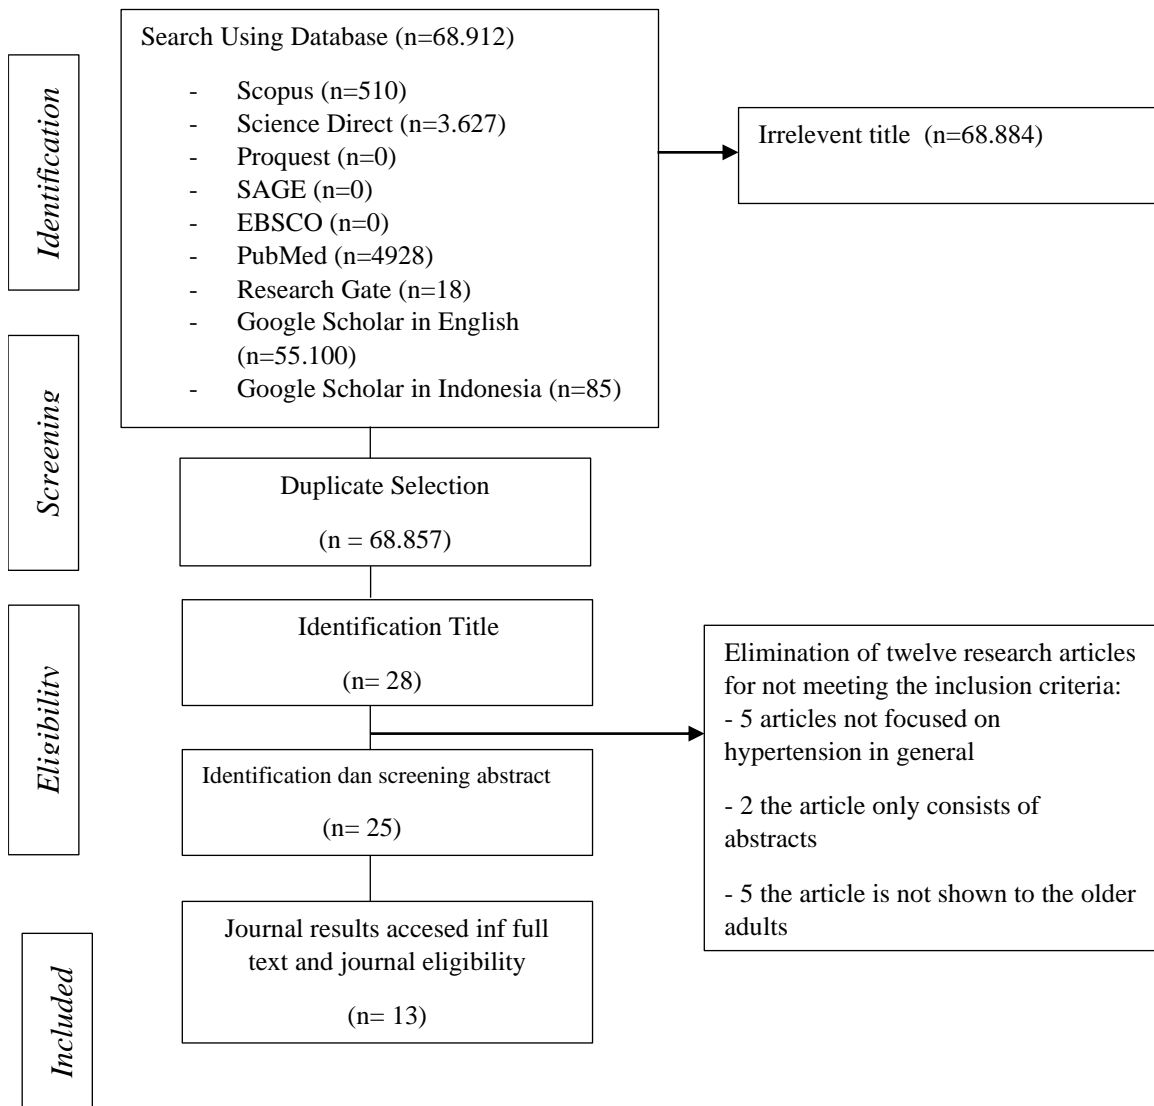 Identification
Search Using Database (n=68.912)
- Scopus (n=510)
- Science Direct (n=3.627)
- Proquest (n=0)
- SAGE (n=0)
- EBSCO (n=0)
- PubMed (n=4928)
- Research Gate (n=18)
- Google Scholar in English
(n=55.100)
- Google Scholar in Indonesia (n=85)
Irrelevent title (n=68.884)
Screening
Duplicate Selection
(n = 68.857)
Eligibility
Identification Title
(n= 28)
Elimination of twelve research articles
for not meeting the inclusion criteria:
- 5 articles not focused on
hypertension in general
- 2 the article only consists of
abstracts
- 5 the article is not shown to the older
adults
Identification dan screening abstract
(n= 25)
Included
Journal results accesed inf full
text and journal eligibility
(n= 13)